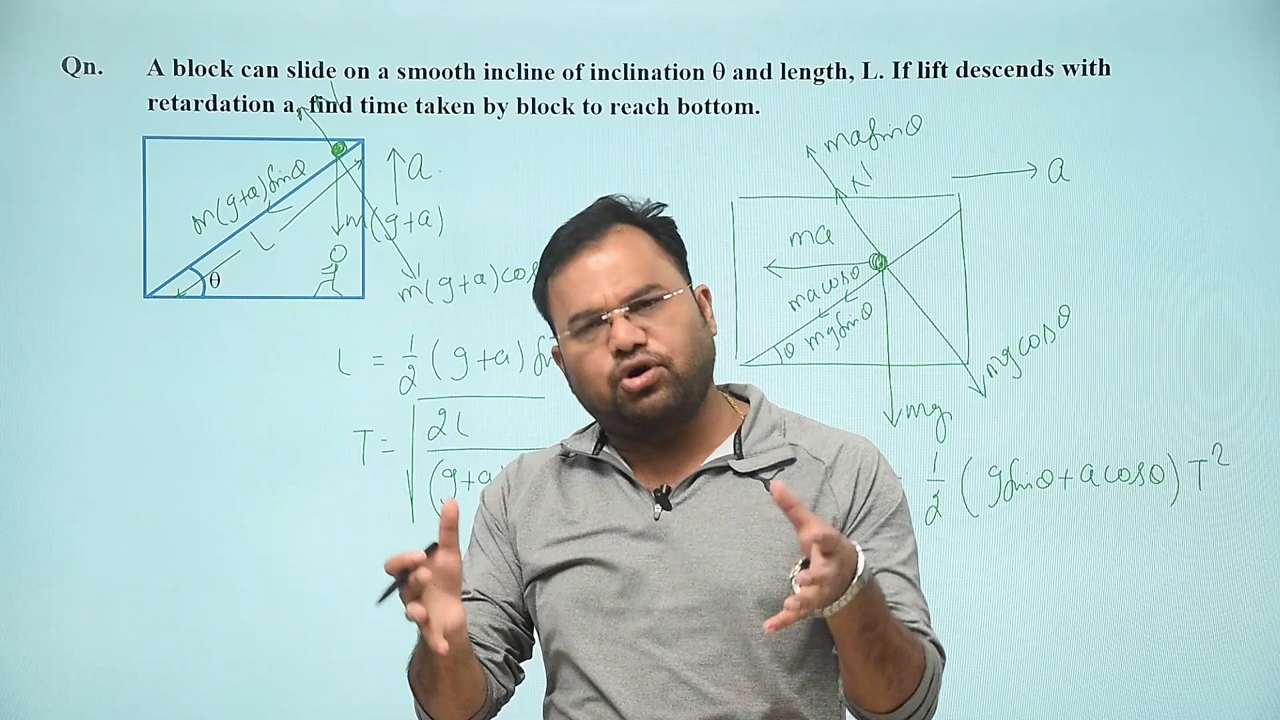 Qn. A block can slide on a smooth incline of inclination θ and length, L. If lift descends with
retardation a, find time taken by block to reach bottom.
m(g+a)sinθ
L
θ
a
m(g+a)
m(g+a)cos
L = 1/2 (g+a)
T = √ 2L / (g+a
masinθ
N
a
ma
macosθ
mgsinθ
θ
mgcosθ
mg
1/2 (gsinθ+acosθ)T²